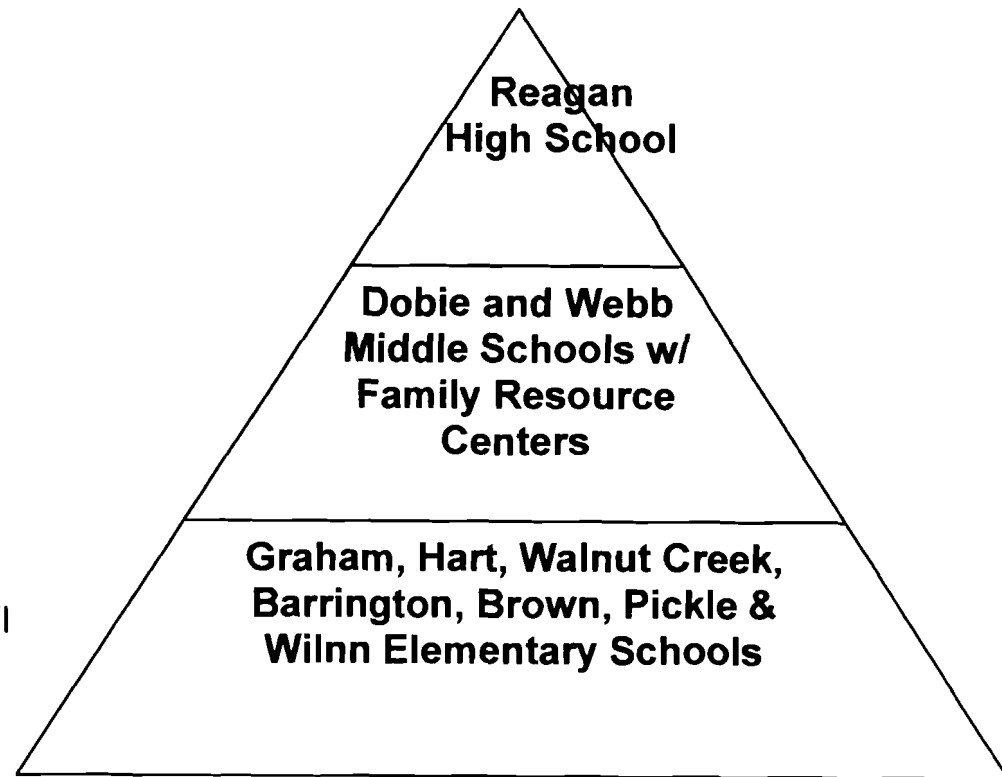 Reagan
High School
Dobie and Webb
Middle Schools w/
Family Resource
Centers
Graham, Hart, Walnut Creek,
Barrington, Brown, Pickle &
Wilnn Elementary Schools